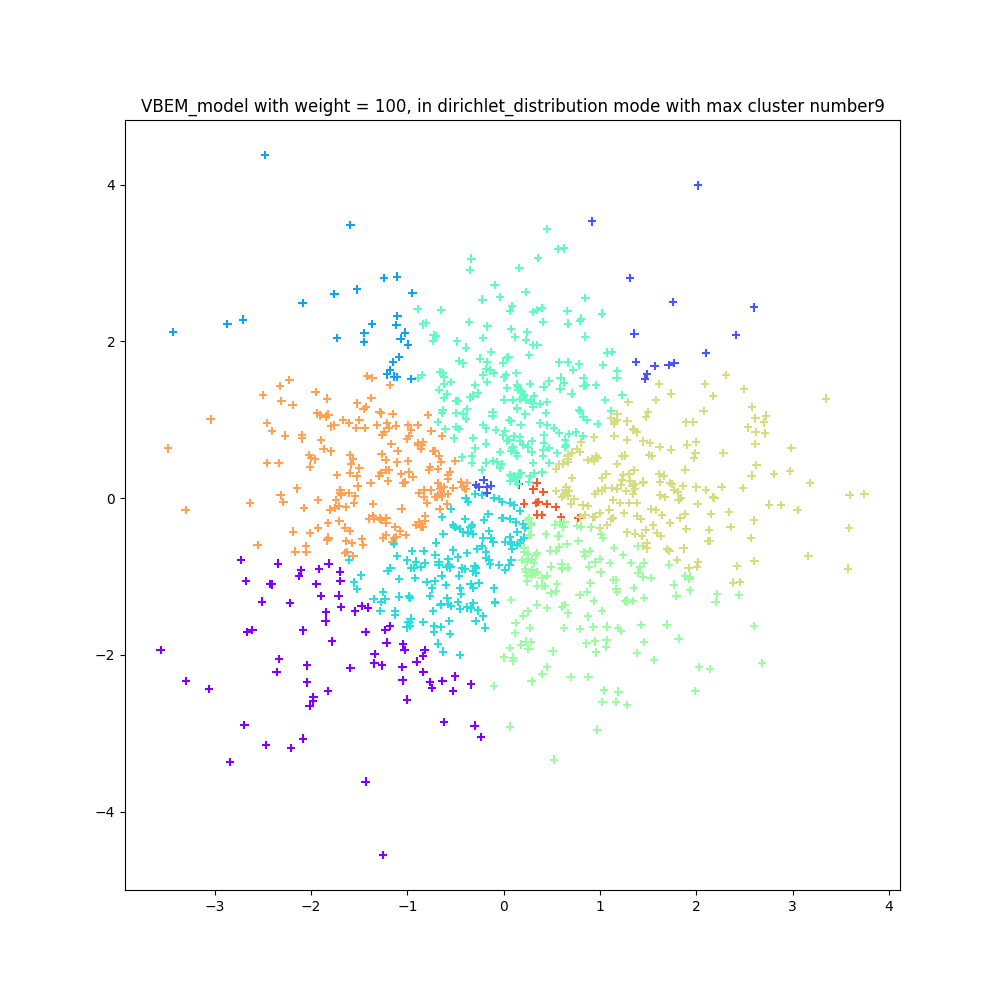 VBEM_model with weight = 100, in dirichlet_distribution mode with max cluster number9
4
2
0
−2
−4
−3 −2 −1 0 1 2 3 4